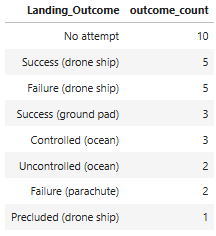 Landing_Outcome outcome_count
No attempt 10
Success (drone ship) 5
Failure (drone ship) 5
Success (ground pad) 3
Controlled (ocean) 3
Uncontrolled (ocean) 2
Failure (parachute) 2
Precluded (drone ship) 1